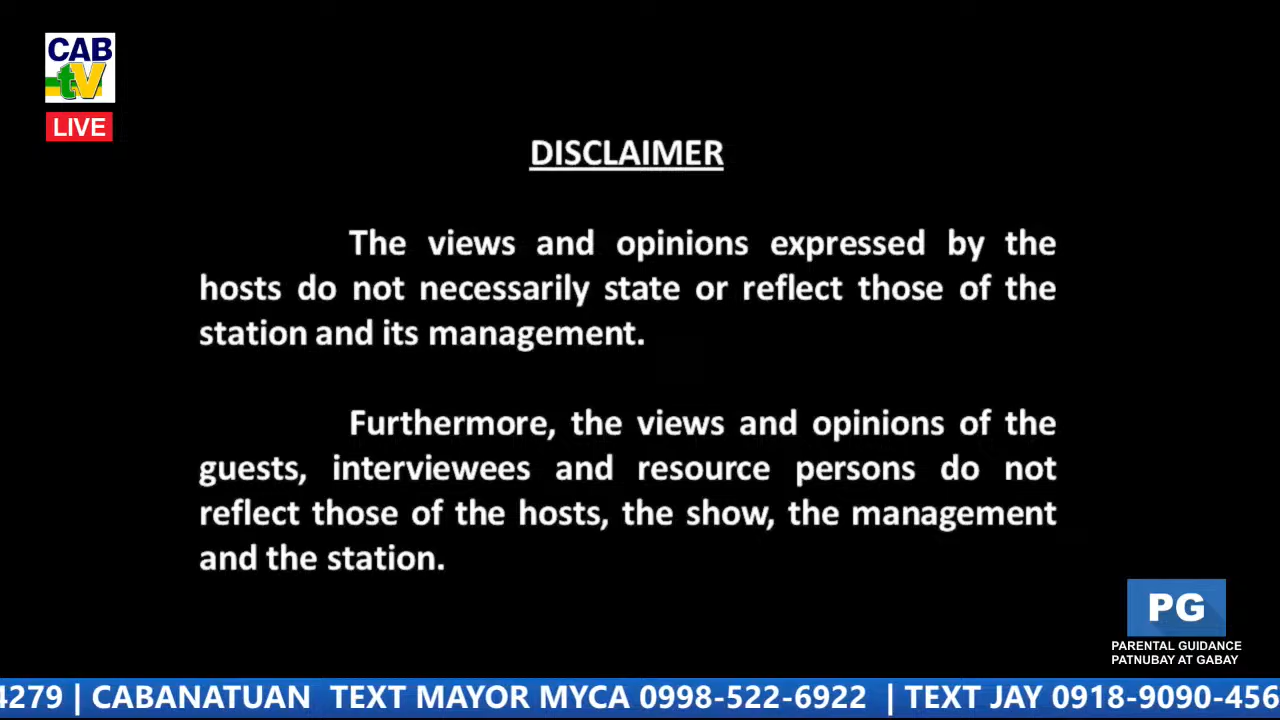 CAB
tV
LIVE
DISCLAIMER
The views and opinions expressed by the
hosts do not necessarily state or reflect those of the
station and its management.
Furthermore, the views and opinions of the
guests, interviewees and resource persons do not
reflect those of the hosts, the show, the management
and the station.
PG
PARENTAL GUIDANCE
PATNUBAY AT GABAY
4279 | CABANATUAN TEXT MAYOR MYCA 0998-522-6922 | TEXT JAY 0918-9090-456